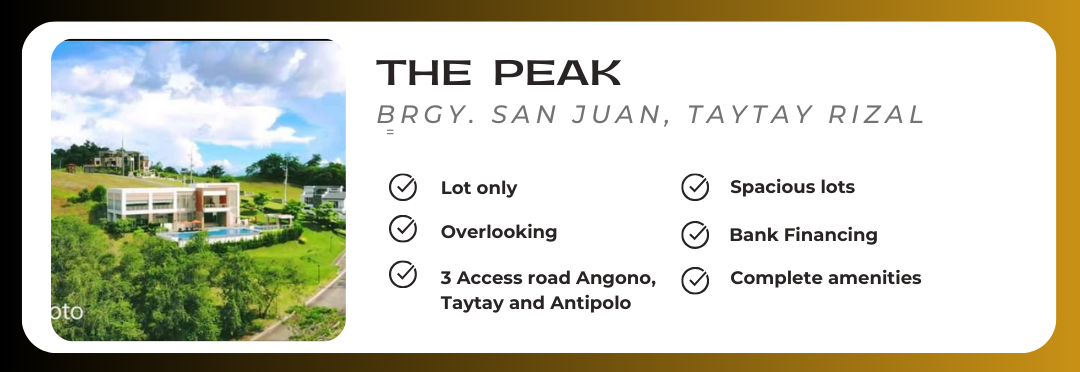 THE PEAK
BRGY. SAN JUAN, TAYTAY RIZAL
=
Lot only
Overlooking
3 Access road Angono,
Taytay and Antipolo
Spacious lots
Bank Financing
Complete amenities
oto